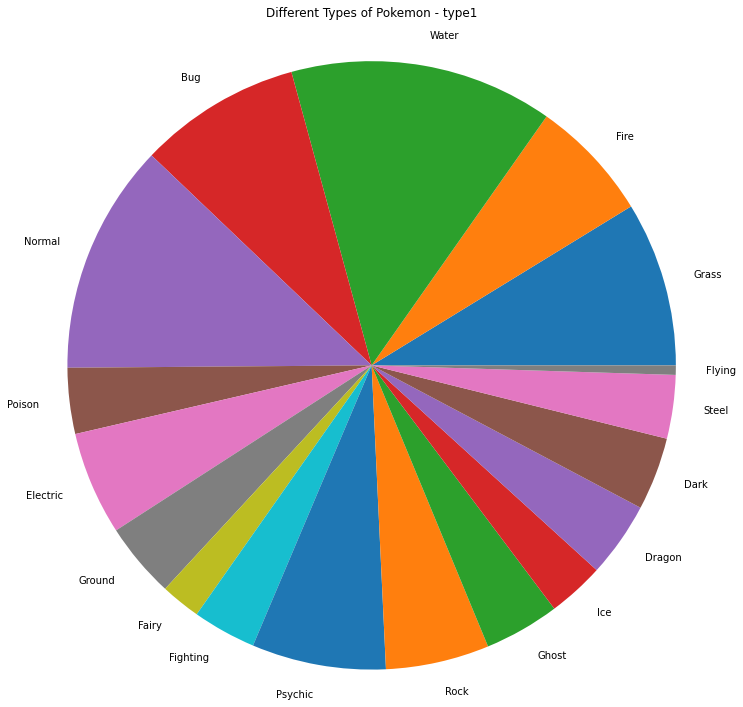 Different Types of Pokemon - type1
Water
Bug
Fire
Normal
Grass
Flying
Poison
Steel
Electric
Dark
Dragon
Ground
Ice
Fairy
Fighting
Ghost
Psychic
Rock